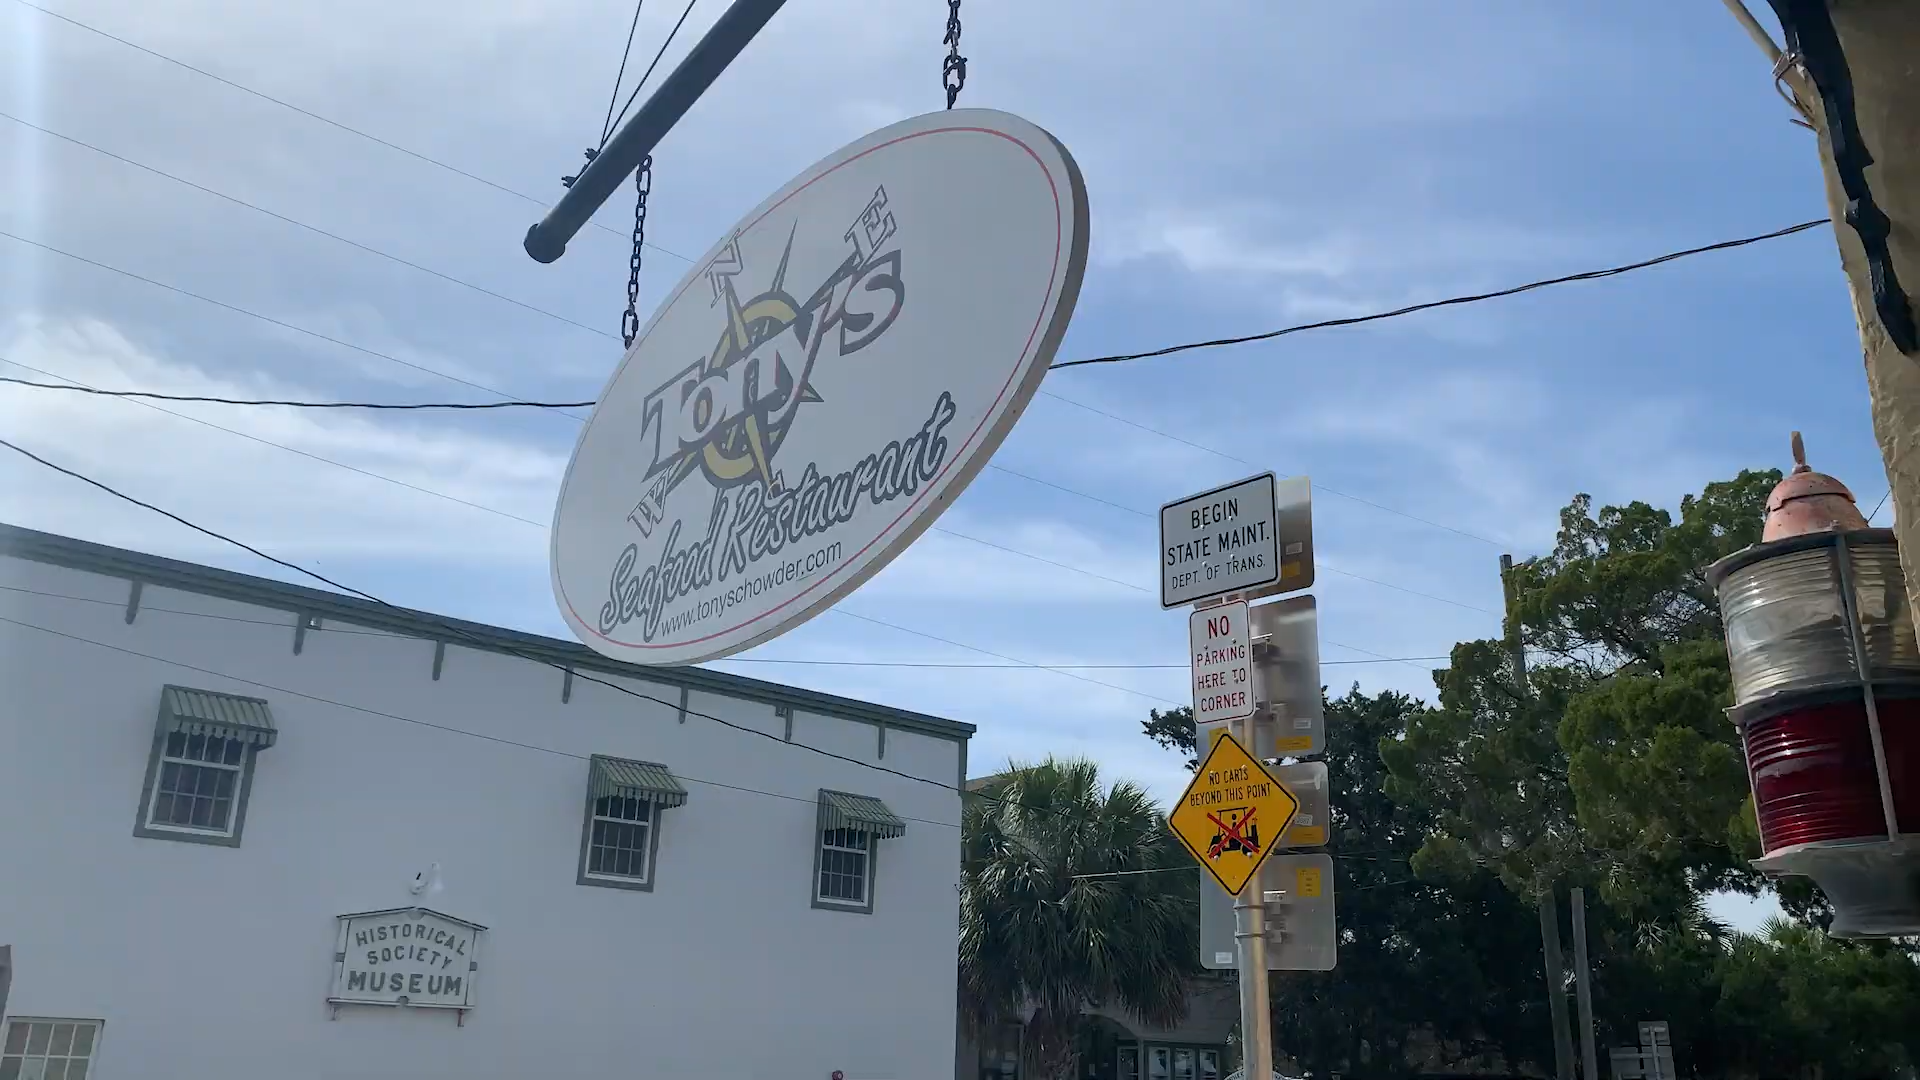 N
E
Tony's
W
S
Seafood Restaurant
www.tonyschowder.com
BEGIN
STATE MAINT.
DEPT. OF TRANS.
NO
PARKING
HERE TO
CORNER
NO CARTS
BEYOND THIS POINT
HISTORICAL
SOCIETY
MUSEUM